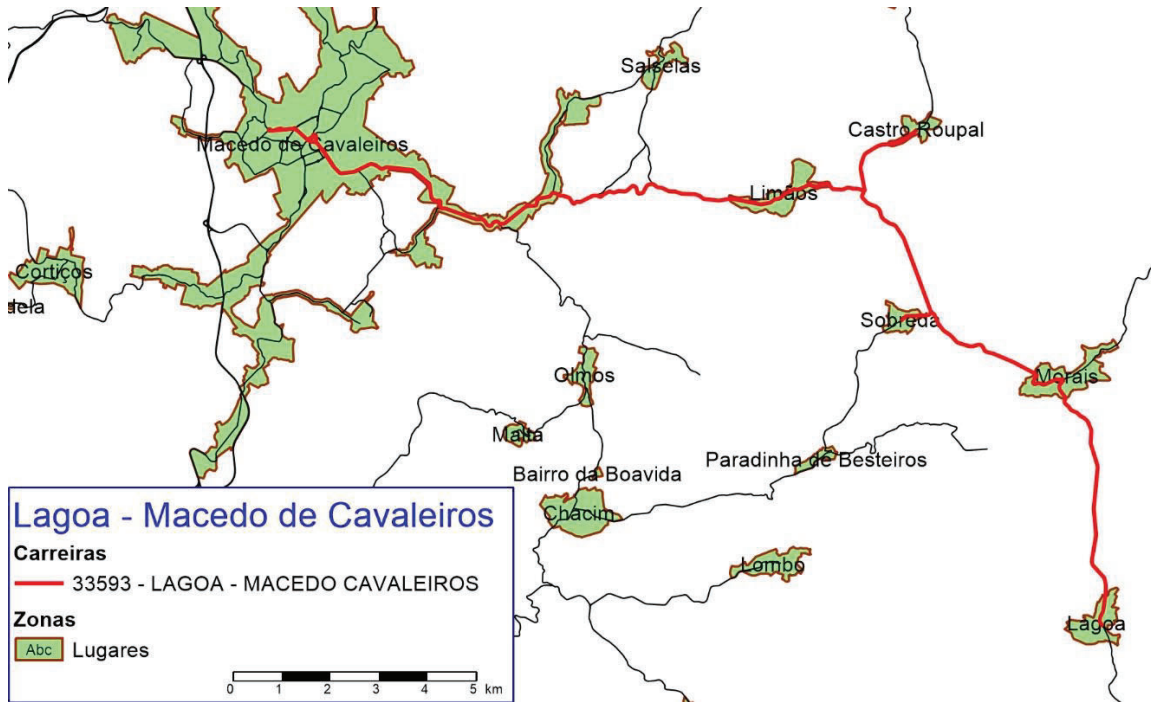 Salselas
Castro Roupal
Macedo de Cavaleiros
Limãos
Cortiços
dela
Sobreda
Olmos
Morais
Malta
Paradinha de Besteiros
Bairro da Boavida
Chacim
Lombo
Lagoa
Lagoa - Macedo de Cavaleiros
Carreiras
33593 - LAGOA - MACEDO CAVALEIROS
Zonas
Abc Lugares
0 1 2 3 4 5 km